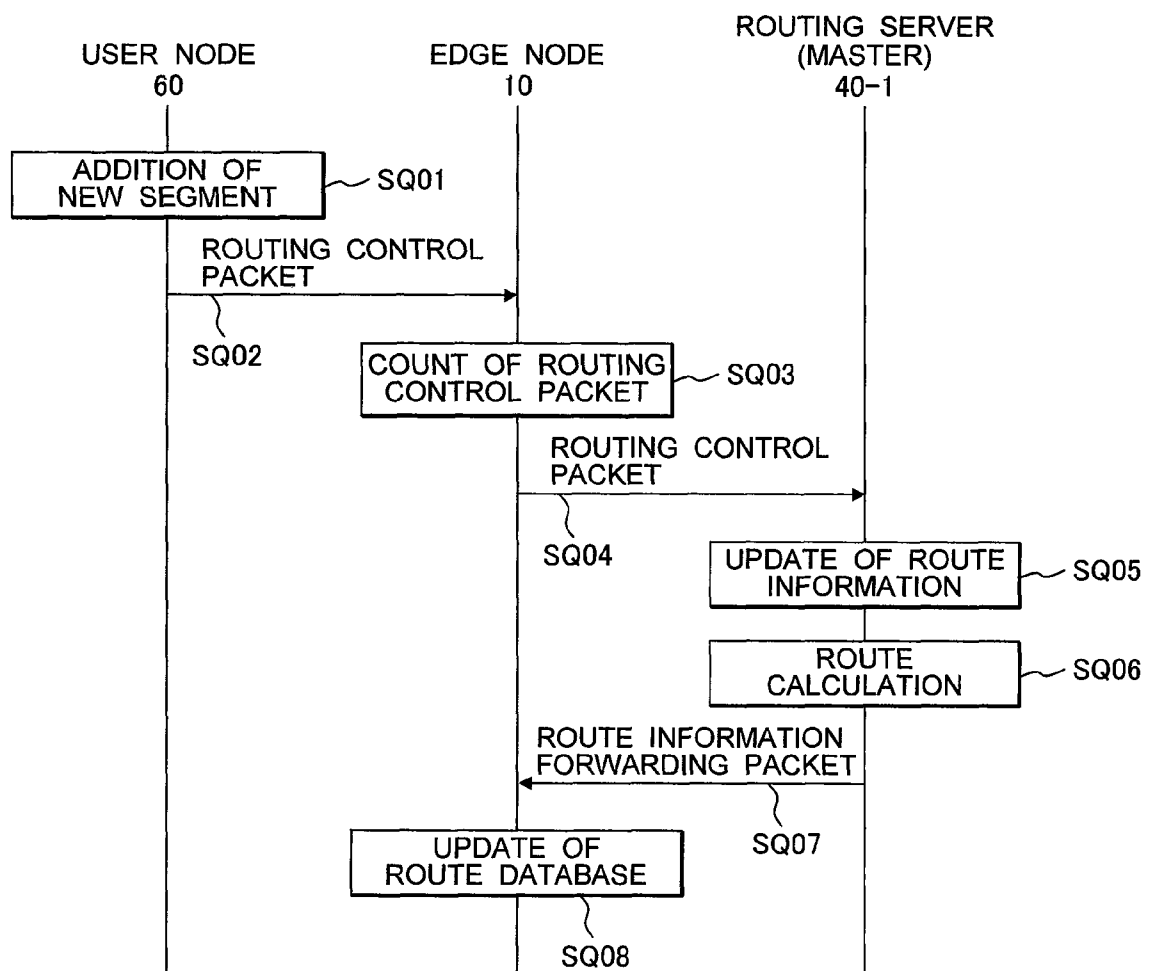 USER NODE
60
EDGE NODE
10
ROUTING SERVER
(MASTER)
40-1
ADDITION OF
NEW SEGMENT
SQ01
ROUTING CONTROL
PACKET
SQ02
COUNT OF ROUTING
CONTROL PACKET
SQ03
ROUTING CONTROL
PACKET
SQ04
UPDATE OF ROUTE
INFORMATION
SQ05
ROUTE
CALCULATION
SQ06
ROUTE INFORMATION
FORWARDING PACKET
SQ07
UPDATE OF
ROUTE DATABASE
SQ08